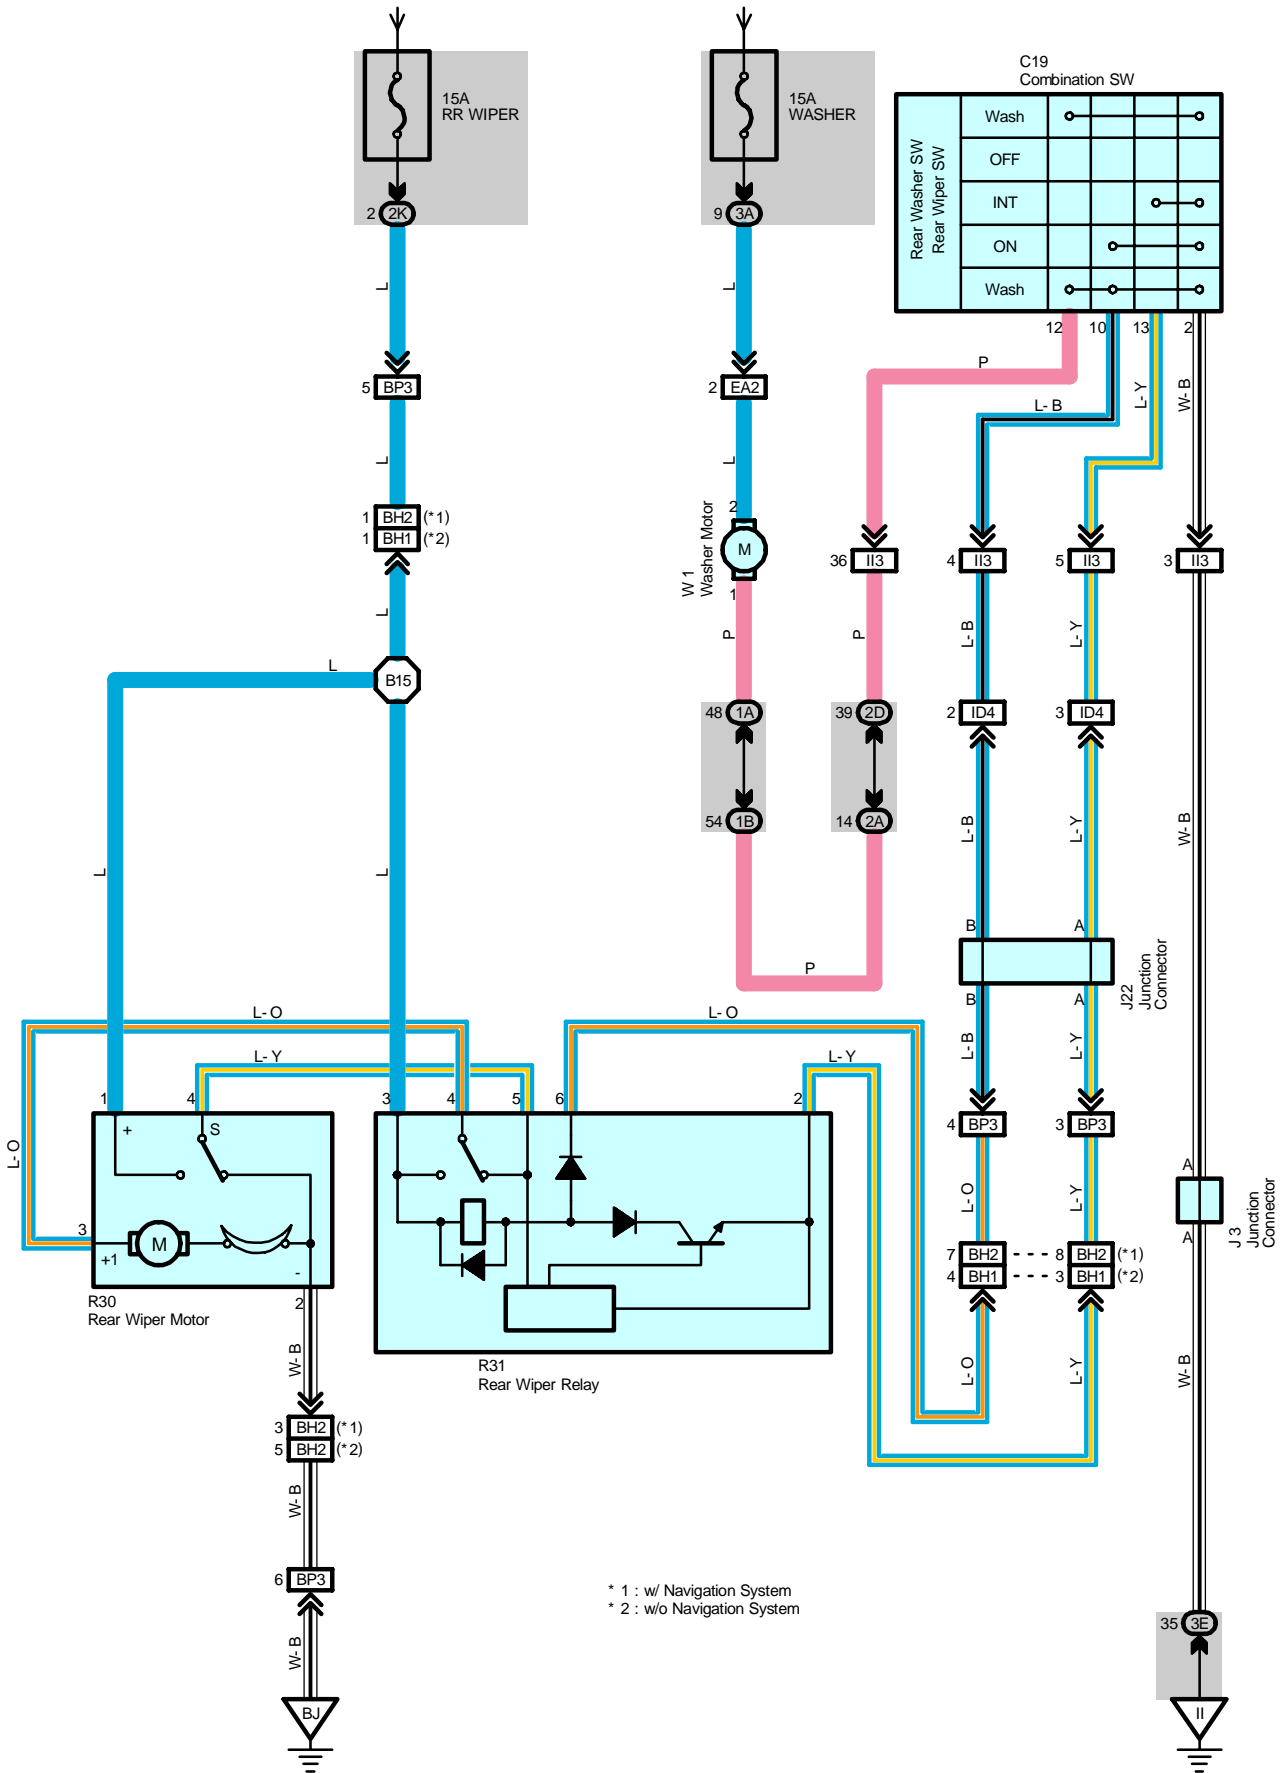 15A
RR WIPER
15A
WASHER
C19
Combination SW
Rear Washer SW
Rear Wiper SW
Wash
OFF
INT
ON
Wash
2 2K
9 3A
12 10 13 2
L
L
P
L-B
L-Y
W-B
5 BP3
2 EA2
L
L
1 BH2 (*1)
1 BH1 (*2)
2
M
1
W 1
Washer Motor
36 II3
4 II3
5 II3
3 II3
L
P
P
L-B
L-Y
L
B15
48 1A
39 2D
2 ID4
3 ID4
54 1B
14 2A
L-B
L-Y
W-B
L
L
B A
J22
Junction
Connector
B A
P
L-O
L-Y
L-O
L-Y
L-B
L-Y
1 4
3 4 5 6 2
4 BP3
3 BP3
+ S
L-O
3
+1
M
-
L-O
L-Y
A
J 3
Junction
Connector
A
7 BH2 - - - 8 BH2 (*1)
4 BH1 - - - 3 BH1 (*2)
R30
Rear Wiper Motor
2
R31
Rear Wiper Relay
W-B
L-O
L-Y
W-B
3 BH2 (*1)
5 BH2 (*2)
W-B
6 BP3
* 1 : w/ Navigation System
* 2 : w/o Navigation System
W-B
35 3E
BJ
II